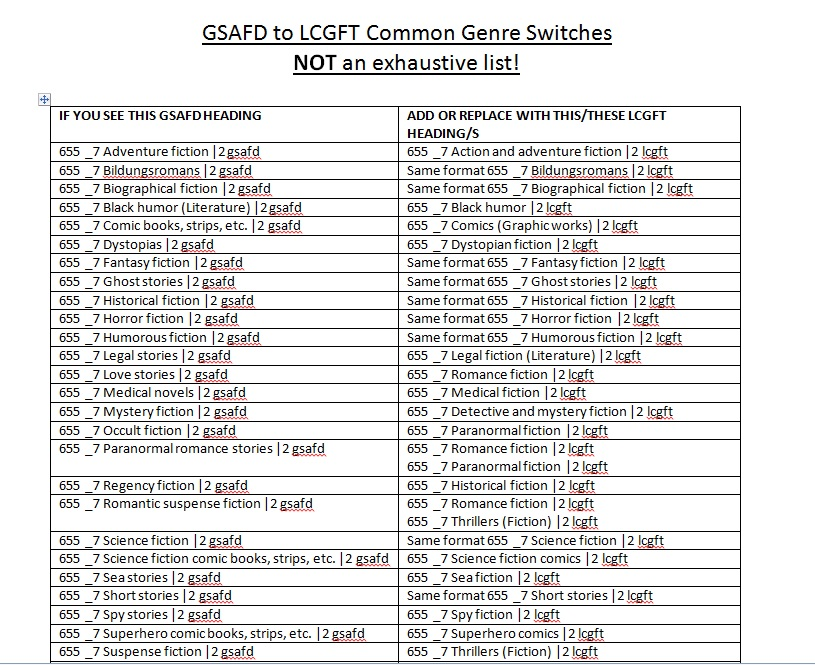 GSAFD to LCGFT Common Genre Switches
NOT an exhaustive list!
IF YOU SEE THIS GSAFD HEADING
ADD OR REPLACE WITH THIS/THESE LCGFT
HEADING/S
655 _7 Adventure fiction |2 gsafd
655 _7 Action and adventure fiction |2 lcgft
655 _7 Bildungsromans |2 gsafd
Same format 655 _7 Bildungsromans |2 lcgft
655 _7 Biographical fiction |2 gsafd
Same format 655 _7 Biographical fiction |2 lcgft
655 _7 Black humor (Literature) |2 gsafd
655 _7 Black humor |2 lcgft
655 _7 Comic books, strips, etc. |2 gsafd
655 _7 Comics (Graphic works) |2 lcgft
655 _7 Dystopias |2 gsafd
655 _7 Dystopian fiction |2 lcgft
655 _7 Fantasy fiction |2 gsafd
Same format 655 _7 Fantasy fiction |2 lcgft
655 _7 Ghost stories |2 gsafd
Same format 655 _7 Ghost stories |2 lcgft
655 _7 Historical fiction |2 gsafd
Same format 655 _7 Historical fiction |2 lcgft
655 _7 Horror fiction |2 gsafd
Same format 655 _7 Horror fiction |2 lcgft
655 _7 Humorous fiction |2 gsafd
Same format 655 _7 Humorous fiction |2 lcgft
655 _7 Legal stories |2 gsafd
655 _7 Legal fiction (Literature) |2 lcgft
655 _7 Love stories |2 gsafd
655 _7 Romance fiction |2 lcgft
655 _7 Medical novels |2 gsafd
655 _7 Medical fiction |2 lcgft
655 _7 Mystery fiction |2 gsafd
655 _7 Detective and mystery fiction |2 lcgft
655 _7 Occult fiction |2 gsafd
655 _7 Paranormal fiction |2 lcgft
655 _7 Paranormal romance stories |2 gsafd
655 _7 Romance fiction |2 lcgft
655 _7 Paranormal fiction |2 lcgft
655 _7 Regency fiction |2 gsafd
655 _7 Historical fiction |2 lcgft
655 _7 Romantic suspense fiction |2 gsafd
655 _7 Romance fiction |2 lcgft
655 _7 Thrillers (Fiction) |2 lcgft
655 _7 Science fiction |2 gsafd
Same format 655 _7 Science fiction |2 lcgft
655 _7 Science fiction comic books, strips, etc. |2 gsafd
655 _7 Science fiction comics |2 lcgft
655 _7 Sea stories |2 gsafd
655 _7 Sea fiction |2 lcgft
655 _7 Short stories |2 gsafd
Same format 655 _7 Short stories |2 lcgft
655 _7 Spy stories |2 gsafd
655 _7 Spy fiction |2 lcgft
655 _7 Superhero comic books, strips, etc. |2 gsafd
655 _7 Superhero comics |2 lcgft
655 _7 Suspense fiction |2 gsafd
655 _7 Thrillers (Fiction) |2 lcgft